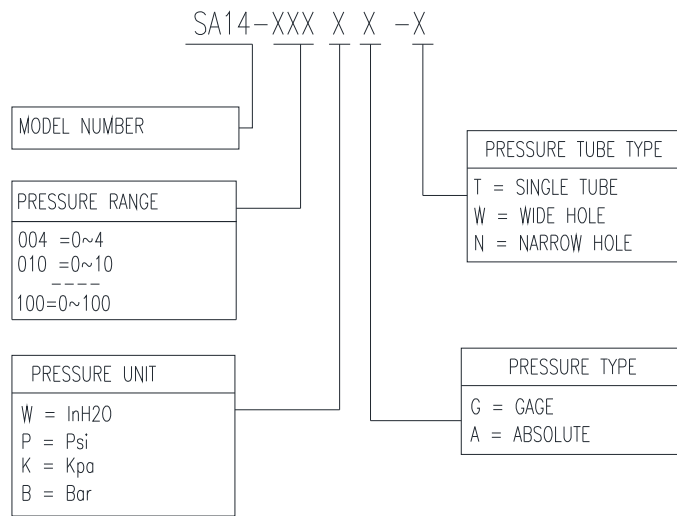 SA14-XXX X X -X
MODEL NUMBER
PRESSURE RANGE
004 =0~4
010 =0~10
----
100=0~100
PRESSURE UNIT
W = InH2O
P = Psi
K = Kpa
B = Bar
PRESSURE TUBE TYPE
T = SINGLE TUBE
W = WIDE HOLE
N = NARROW HOLE
PRESSURE TYPE
G = GAGE
A = ABSOLUTE